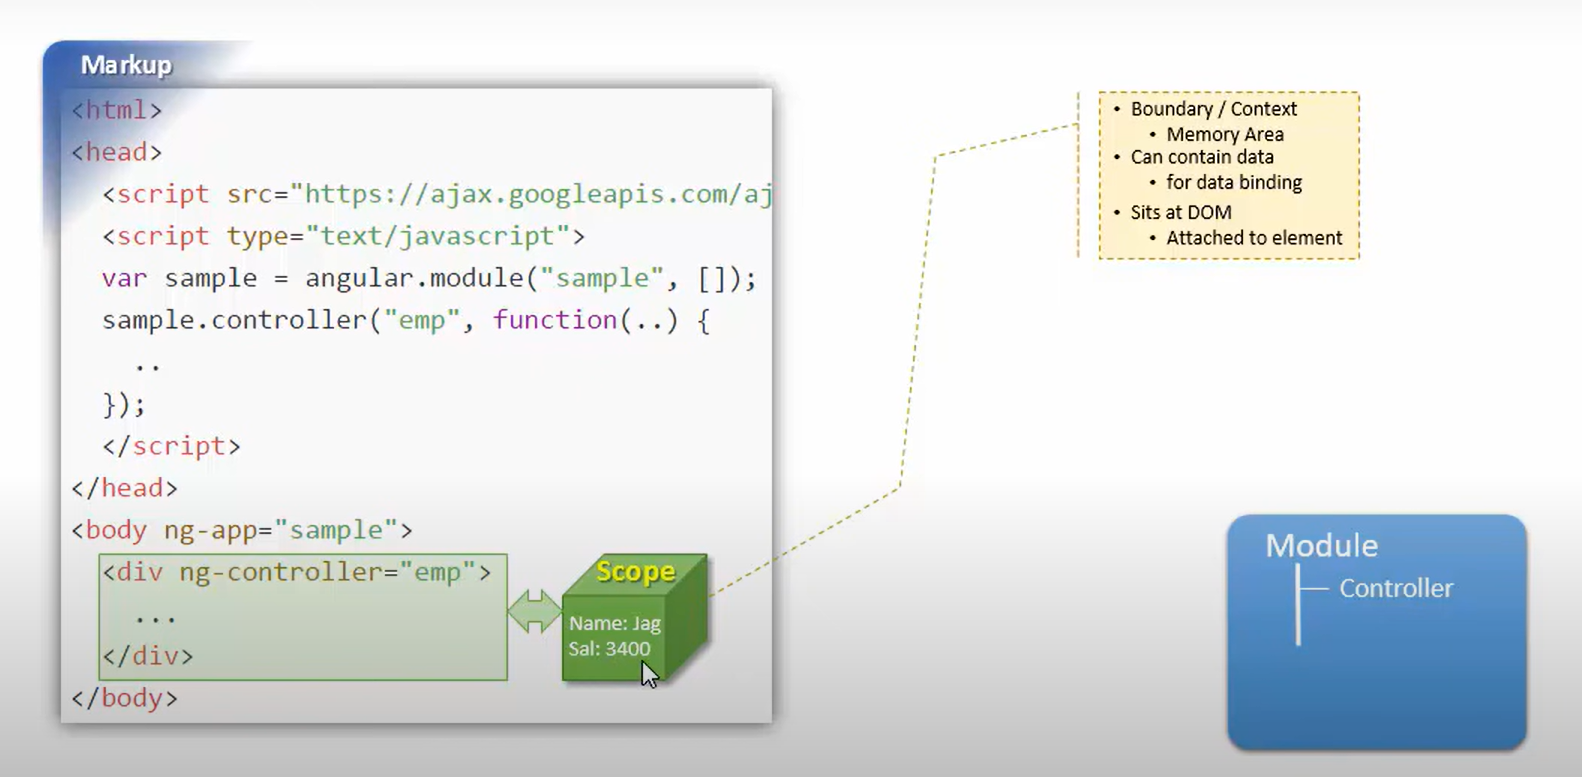 Markup
<html>
<head>
<script src="https://ajax.googleapis.com/aj
<script type="text/javascript">
var sample = angular.module("sample", []);
sample.controller("emp", function(..) {
..
});
</script>
</head>
<body ng-app="sample">
<div ng-controller="emp">
...
</div>
</body>
Scope
Name: Jag
Sal: 3400
• Boundary / Context
• Memory Area
• Can contain data
• for data binding
• Sits at DOM
• Attached to element
Module
Controller